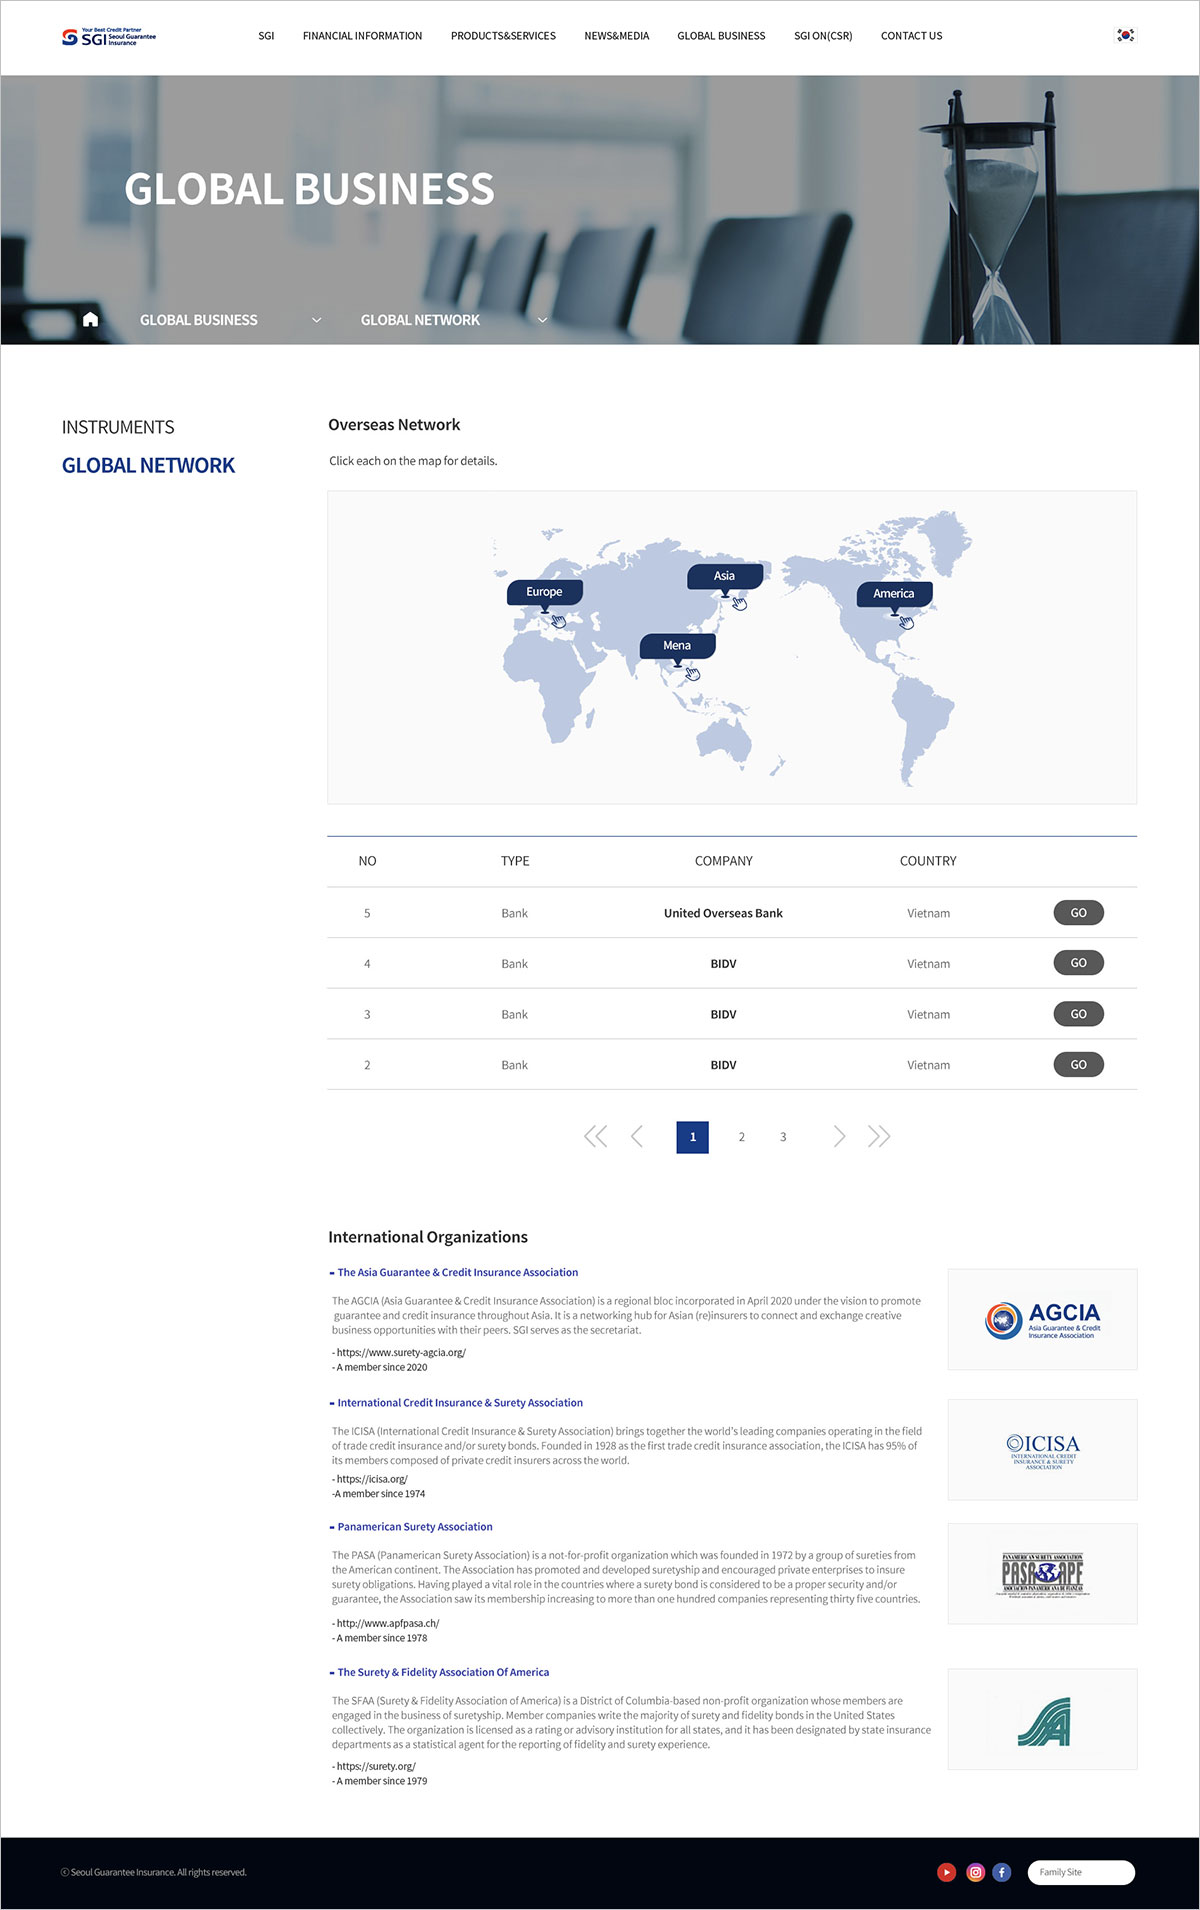 Your Best Credit Partner
SGI Seoul Guarantee
Insurance
SGI
FINANCIAL INFORMATION
PRODUCTS&SERVICES
NEWS&MEDIA
GLOBAL BUSINESS
SGI ON(CSR)
CONTACT US
GLOBAL BUSINESS
GLOBAL BUSINESS
GLOBAL NETWORK
INSTRUMENTS
GLOBAL NETWORK
Overseas Network
Click each on the map for details.
Europe
Asia
America
Mena
NO TYPE COMPANY COUNTRY
5 Bank United Overseas Bank Vietnam GO
4 Bank BIDV Vietnam GO
3 Bank BIDV Vietnam GO
2 Bank BIDV Vietnam GO
1 2 3
International Organizations
- The Asia Guarantee & Credit Insurance Association
The AGCIA (Asia Guarantee & Credit Insurance Association) is a regional bloc incorporated in April 2020 under the vision to promote
guarantee and credit insurance throughout Asia. It is a networking hub for Asian (re)insurers to connect and exchange creative
business opportunities with their peers. SGI serves as the secretariat.
- https://www.surety-agcia.org/
- A member since 2020
AGCIA
Asia Guarantee & Credit
Insurance Association
- International Credit Insurance & Surety Association
The ICISA (International Credit Insurance & Surety Association) brings together the world's leading companies operating in the field
of trade credit insurance and/or surety bonds. Founded in 1928 as the first trade credit insurance association, the ICISA has 95% of
its members composed of private credit insurers across the world.
- https://icisa.org/
-A member since 1974
ICISA
INTERNATIONAL CREDIT
INSURANCE & SURETY
ASSOCIATION
- Panamerican Surety Association
The PASA (Panamerican Surety Association) is a not-for-profit organization which was founded in 1972 by a group of sureties from
the American continent. The Association has promoted and developed suretyship and encouraged private enterprises to insure
surety obligations. Having played a vital role in the countries where a surety bond is considered to be a proper security and/or
guarantee, the Association saw its membership increasing to more than one hundred companies representing thirty five countries.
- http://www.apfpasa.ch/
- A member since 1978
PANAMERICAN SURETY ASSOCIATION
PASA APF
ASOCIACION PANAMERICANA DE FIANZAS
- The Surety & Fidelity Association Of America
The SFAA (Surety & Fidelity Association of America) is a District of Columbia-based non-profit organization whose members are
engaged in the business of suretyship. Member companies write the majority of surety and fidelity bonds in the United States
collectively. The organization is licensed as a rating or advisory institution for all states, and it has been designated by state insurance
departments as a statistical agent for the reporting of fidelity and surety experience.
- https://surety.org/
- A member since 1979
ⓒ Seoul Guarantee Insurance. All rights reserved.
Family Site